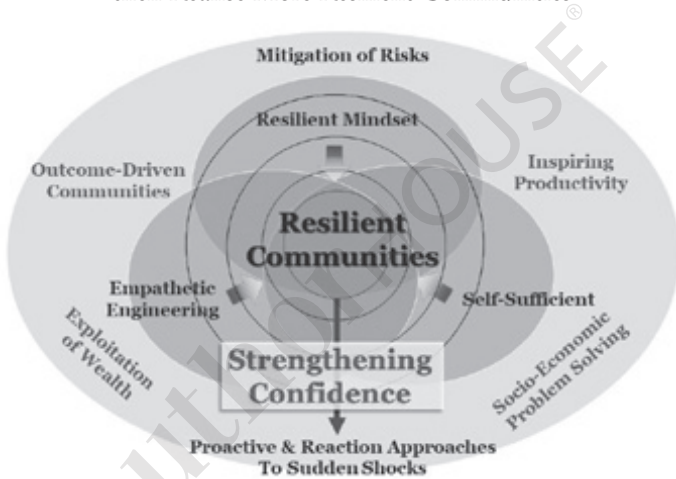 Mitigation of Risks
Resilient Mindset
Outcome-Driven
Communities
Inspiring
Productivity
Resilient
Communities
Empathetic
Engineering
Self-Sufficient
Exploitation
of Wealth
Strengthening
Confidence
Socio-Economic
Problem Solving
Proactive & Reaction Approaches
To Sudden Shocks
authorHOUSE®